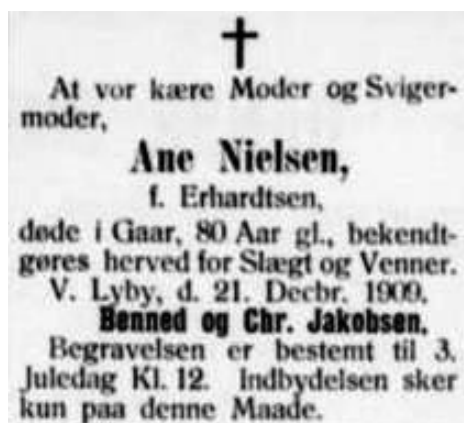 At vor kære Moder og Sviger-
moder,
Ane Nielsen,
f. Erhardtsen,
døde i Gaar, 80 Aar gl., bekendt-
gøres herved for Slægt og Venner.
V. Lyby, d. 21. Decbr. 1909.
Benned og Chr. Jakobsen.
Begravelsen er bestemt til 3.
Juledag Kl. 12. Indbydelsen sker
kun paa denne Maade.